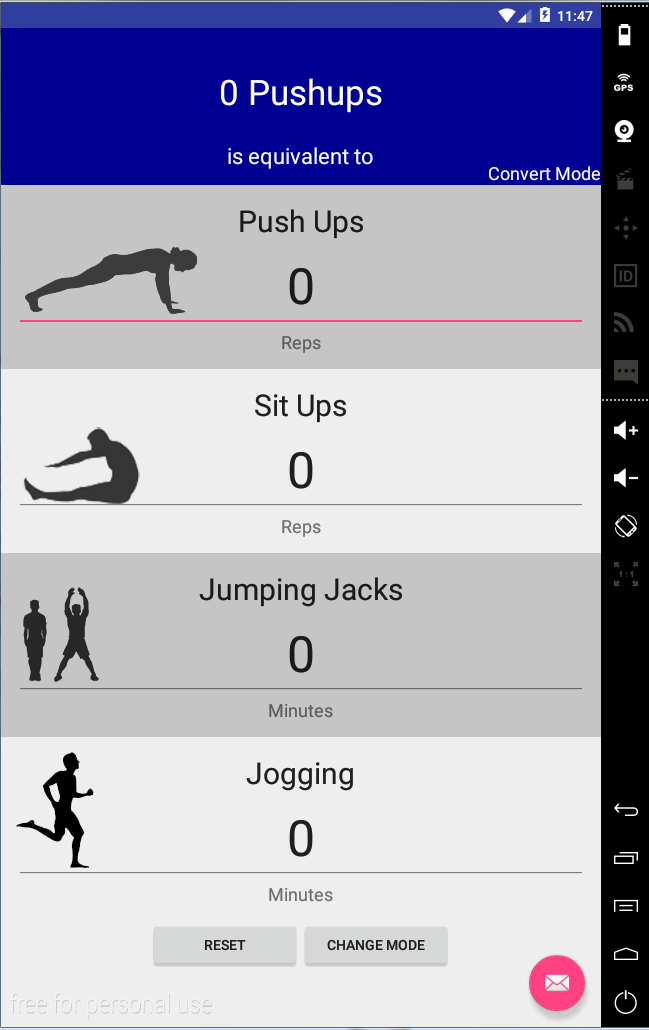 11:47
0 Pushups
is equivalent to
Convert Mode
Push Ups
0
Reps
Sit Ups
0
Reps
Jumping Jacks
0
Minutes
Jogging
0
Minutes
RESET
CHANGE MODE
free for personal use
GPS
ID
1:1